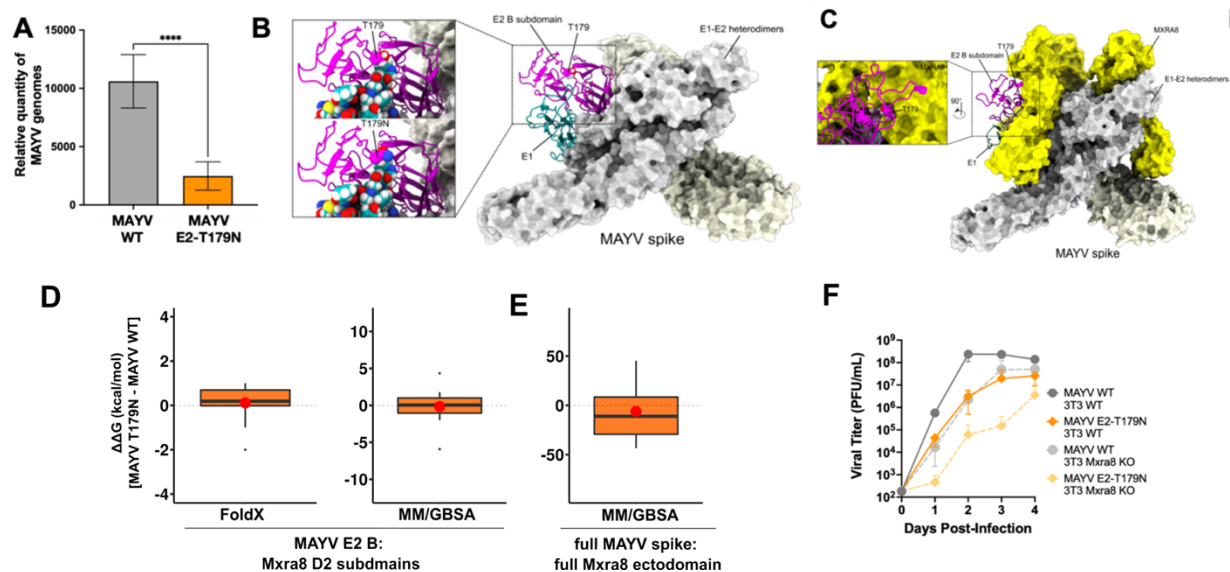 A
15000
10000
5000
0
Relative quantity of
MAYV genomes
****
MAYV
WT
MAYV
E2-T179N
B
T179
T179N
E2 B subdomain
T179
E1-E2 heterodimers
E1
MAYV spike
C
MXRA8
T179
E2 B subdomain
MXRA8
E1-E2 heterodimers
T179
90°
E1
MAYV spike
D
ΔΔG (kcal/mol)
[MAYV T179N - MAYV WT]
4
2
0
-2
-4
FoldX
10
5
0
-5
-10
MM/GBSA
MAYV E2 B:
Mxra8 D2 subdmains
E
50
0
-50
MM/GBSA
full MAYV spike:
full Mxra8 ectodomain
F
Viral Titer (PFU/mL)
10⁹
10⁸
10⁷
10⁶
10⁵
10⁴
10³
10²
0 1 2 3 4
Days Post-Infection
MAYV WT
3T3 WT
MAYV E2-T179N
3T3 WT
MAYV WT
3T3 Mxra8 KO
MAYV E2-T179N
3T3 Mxra8 KO